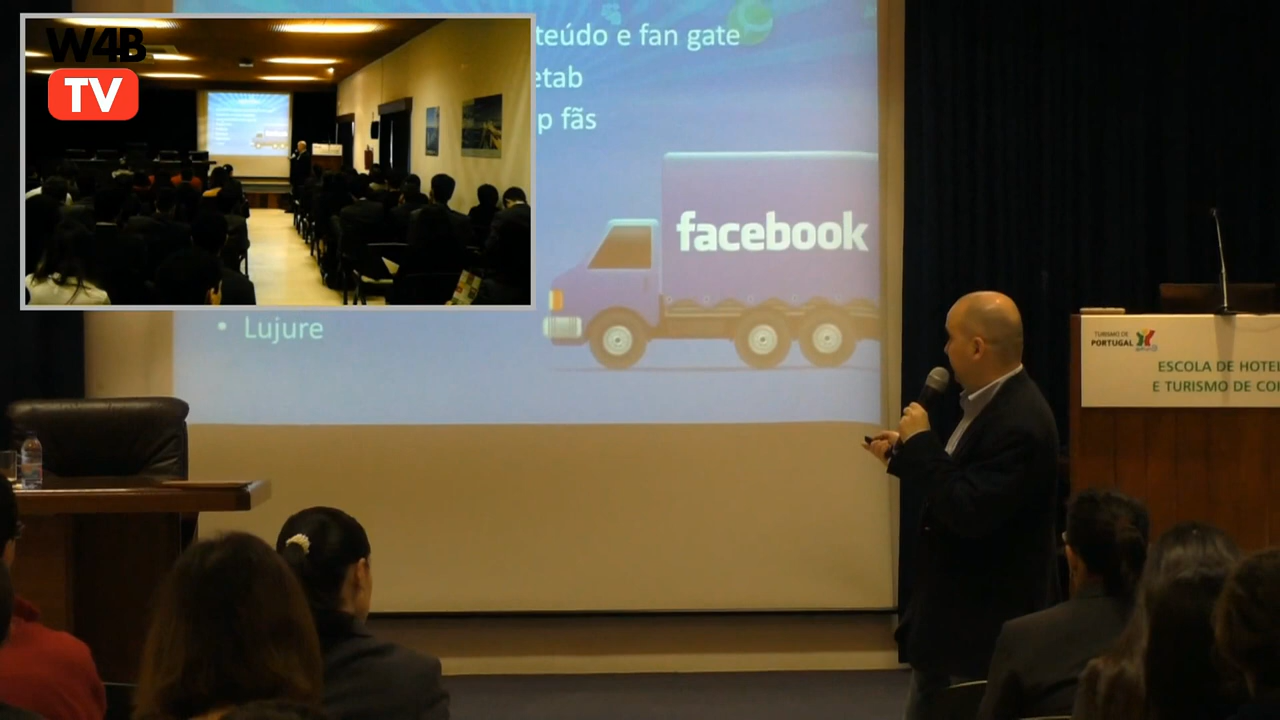 W4B
TV
teúdo e fan gate
etab
p fãs
facebook
• Lujure
TURISMO DE
PORTUGAL
ESCOLA DE HOTEL
E TURISMO DE CO